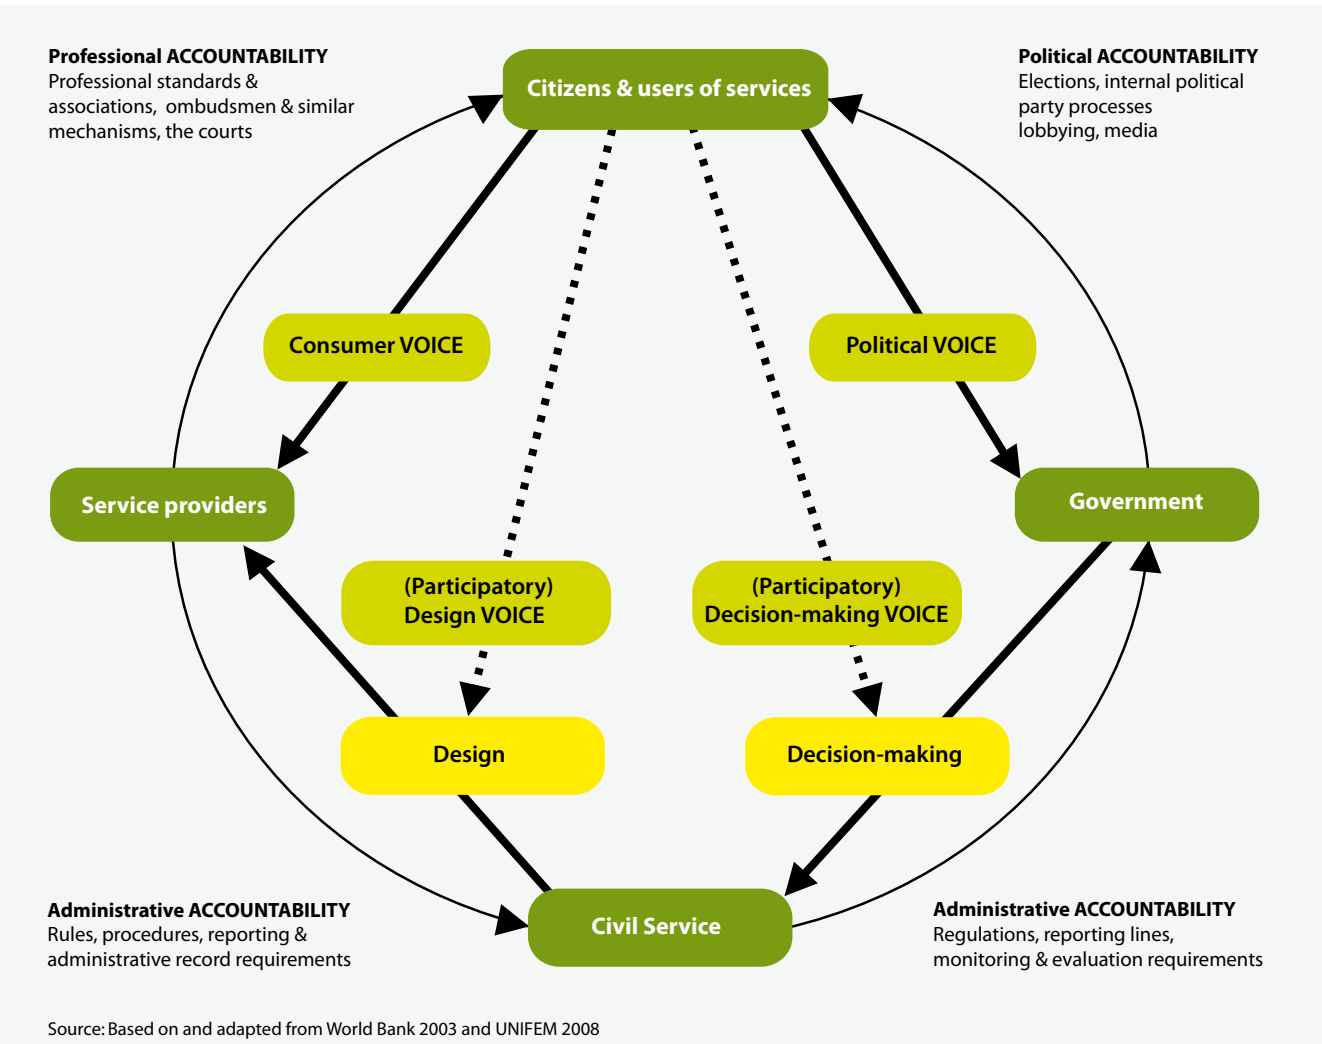 Professional ACCOUNTABILITY
Professional standards &
associations, ombudsmen & similar
mechanisms, the courts
Citizens & users of services
Political ACCOUNTABILITY
Elections, internal political
party processes
lobbying, media
Consumer VOICE
Political VOICE
Service providers
Government
(Participatory)
Design VOICE
(Participatory)
Decision-making VOICE
Design
Decision-making
Administrative ACCOUNTABILITY
Rules, procedures, reporting &
administrative record requirements
Civil Service
Administrative ACCOUNTABILITY
Regulations, reporting lines,
monitoring & evaluation requirements
Source: Based on and adapted from World Bank 2003 and UNIFEM 2008